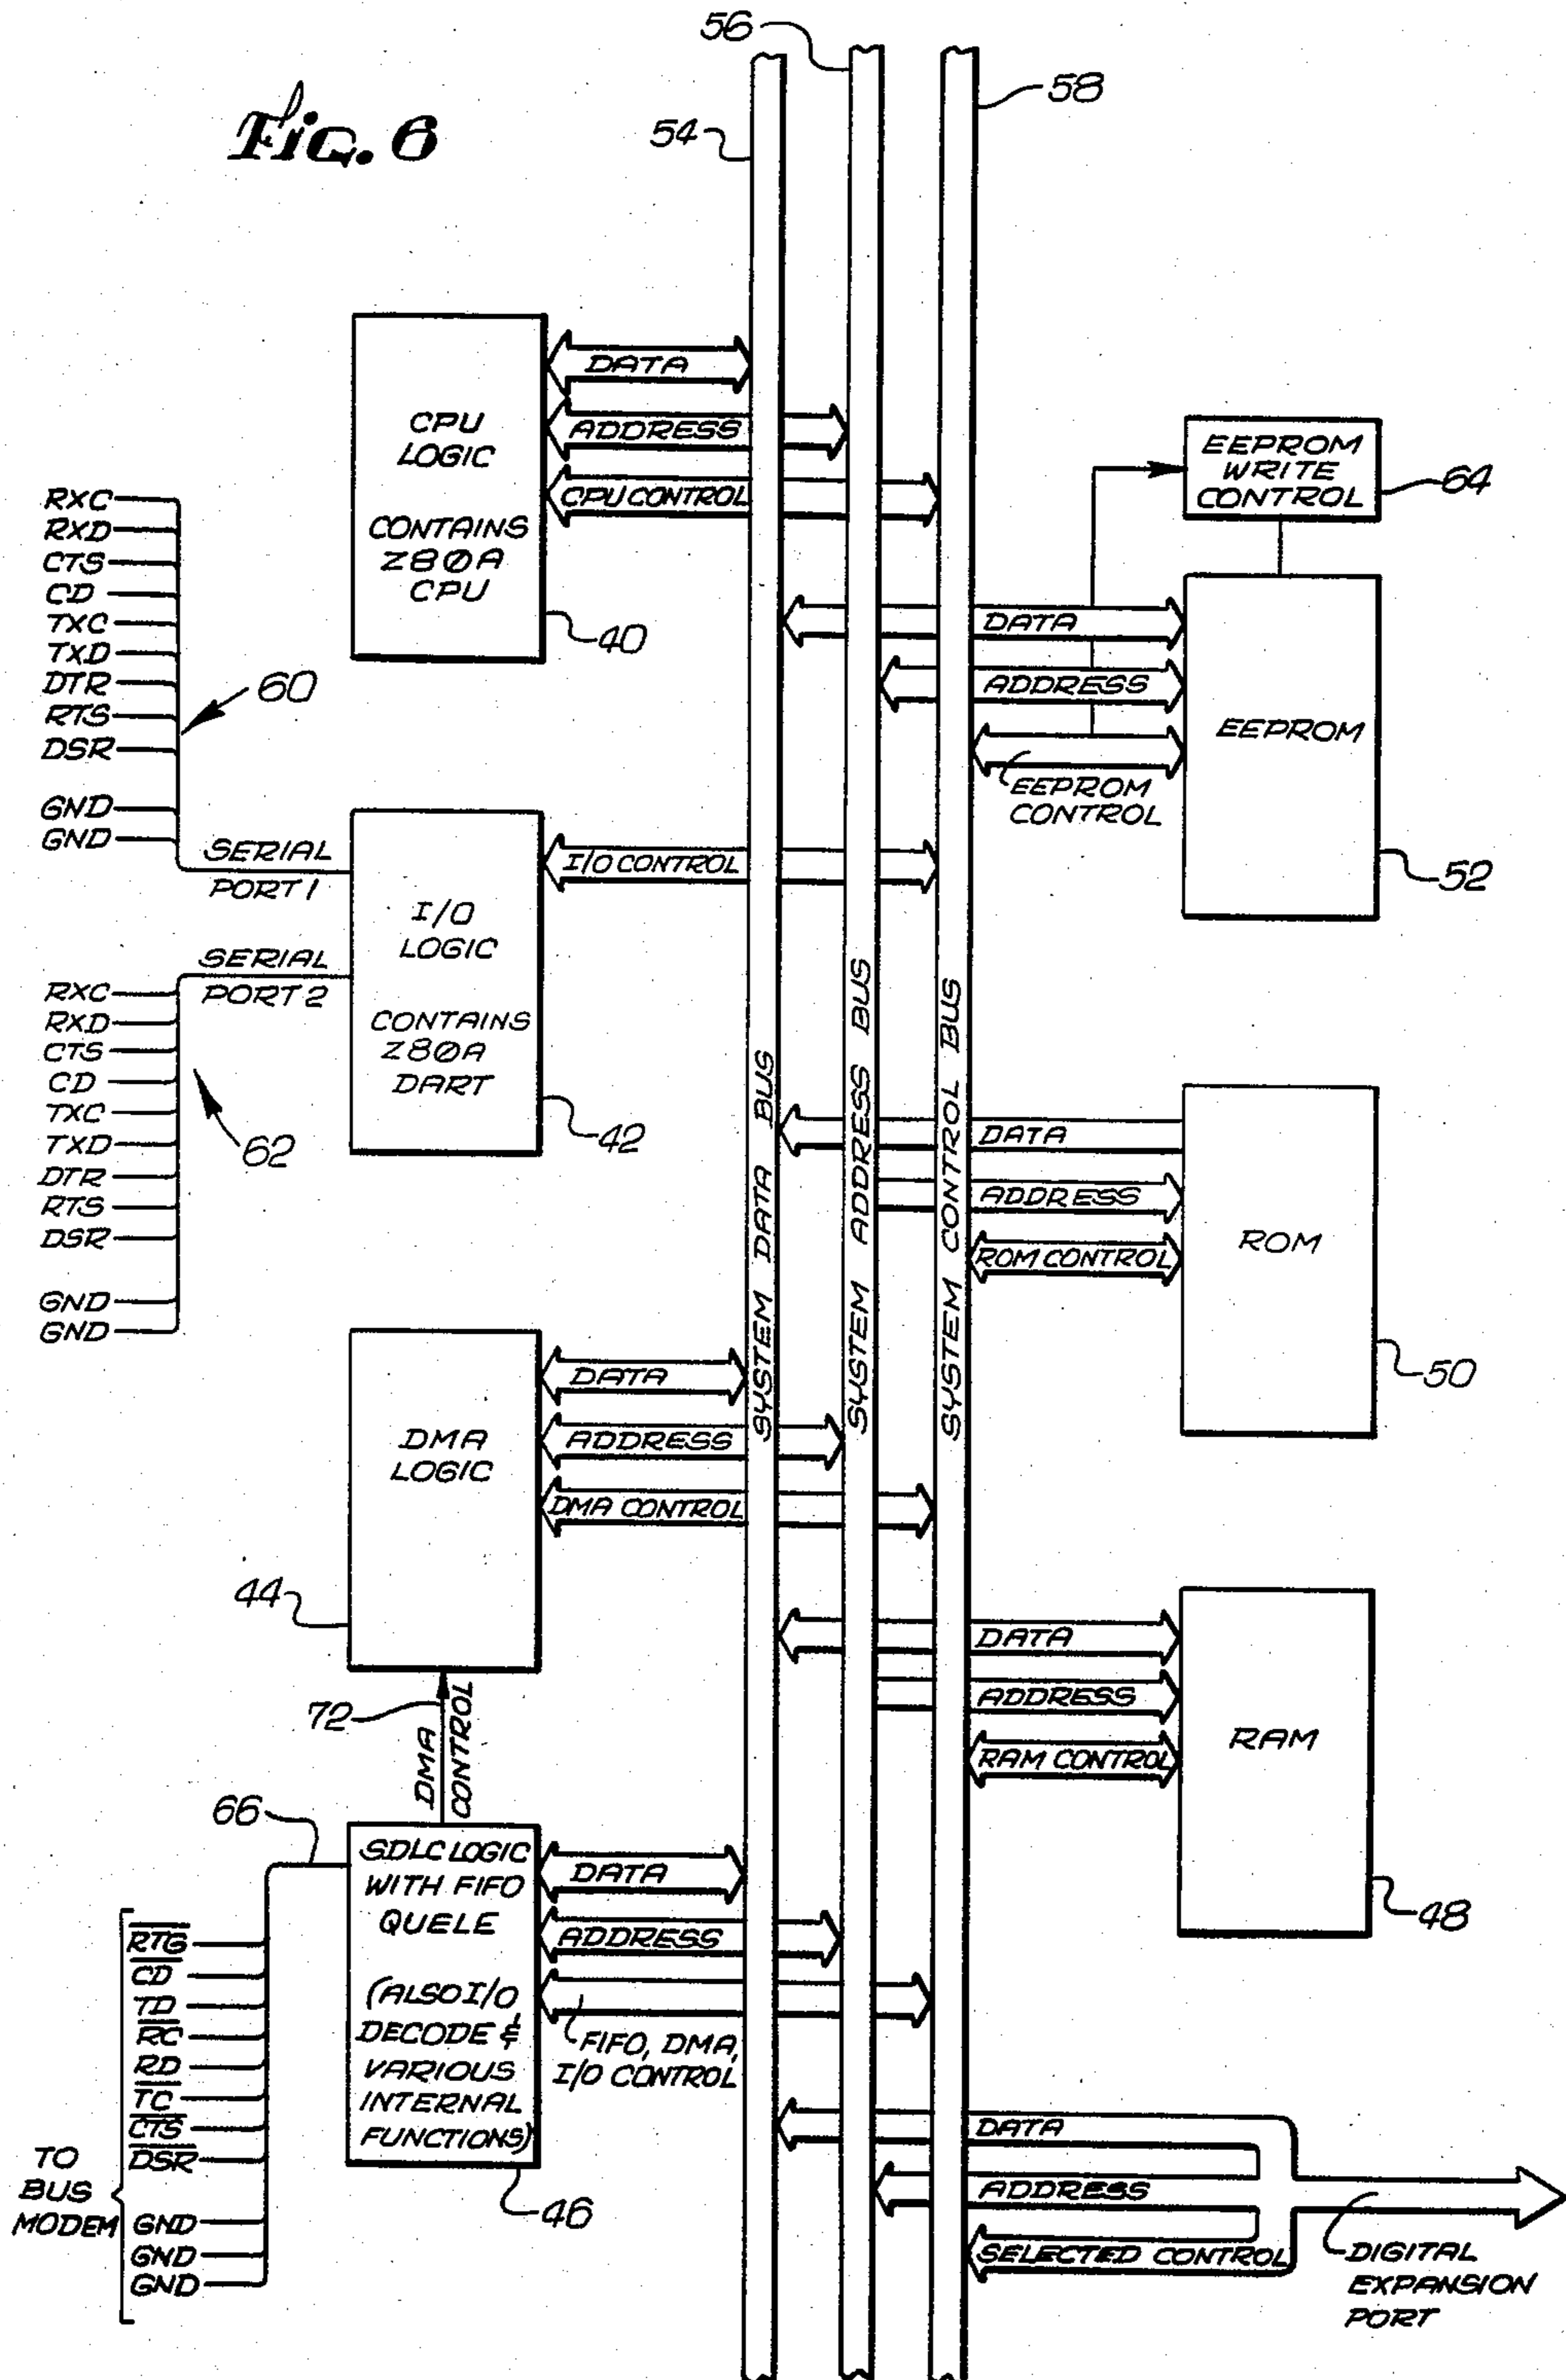 Fig. 6
56
58
54
CPU
LOGIC
CONTAINS
Z80A
CPU
40
DATA
ADDRESS
CPU CONTROL
EEPROM
WRITE
CONTROL
64
DATA
ADDRESS
EEPROM
CONTROL
EEPROM
52
RXC
RXD
CTS
CD
TXC
TXD
DTR
RTS
DSR
GND
GND
60
SERIAL
PORT 1
I/O
LOGIC
CONTAINS
Z80A
DART
42
I/O CONTROL
SERIAL
PORT 2
RXC
RXD
CTS
CD
TXC
TXD
DTR
RTS
DSR
GND
GND
62
SYSTEM DATA BUS
SYSTEM ADDRESS BUS
SYSTEM CONTROL BUS
DATA
ADDRESS
ROM CONTROL
ROM
50
DMA
LOGIC
44
DATA
ADDRESS
DMA CONTROL
DATA
ADDRESS
RAM CONTROL
RAM
48
72
DMA
CONTROL
66
SDLC LOGIC
WITH FIFO
QUELE
(ALSO I/O
DECODE &
VARIOUS
INTERNAL
FUNCTIONS)
46
DATA
ADDRESS
FIFO, DMA,
I/O CONTROL
R̅T̅G̅
C̅D̅
TD
R̅C̅
RD
T̅C̅
C̅T̅S̅
D̅S̅R̅
GND
GND
GND
TO
BUS
MODEM
DATA
ADDRESS
SELECTED CONTROL
DIGITAL
EXPANSION
PORT